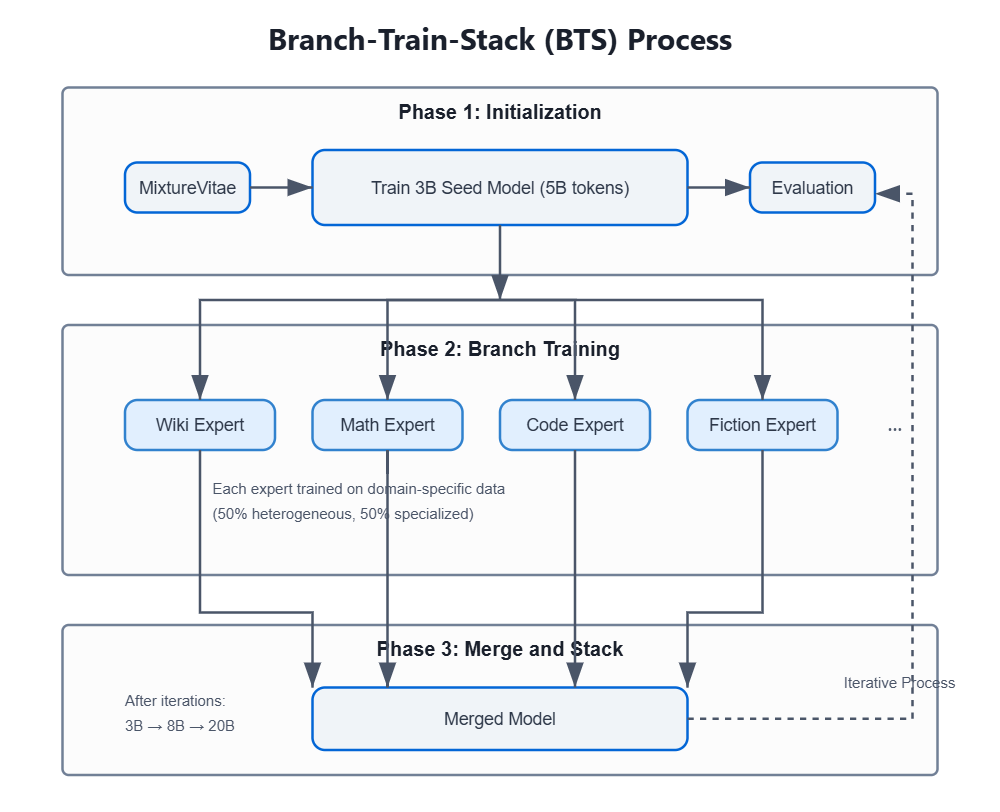 Branch-Train-Stack (BTS) Process
Phase 1: Initialization
MixtureVitae
Train 3B Seed Model (5B tokens)
Evaluation
Phase 2: Branch Training
Wiki Expert
Math Expert
Code Expert
Fiction Expert
...
Each expert trained on domain-specific data
(50% heterogeneous, 50% specialized)
Phase 3: Merge and Stack
Iterative Process
After iterations:
3B → 8B → 20B
Merged Model